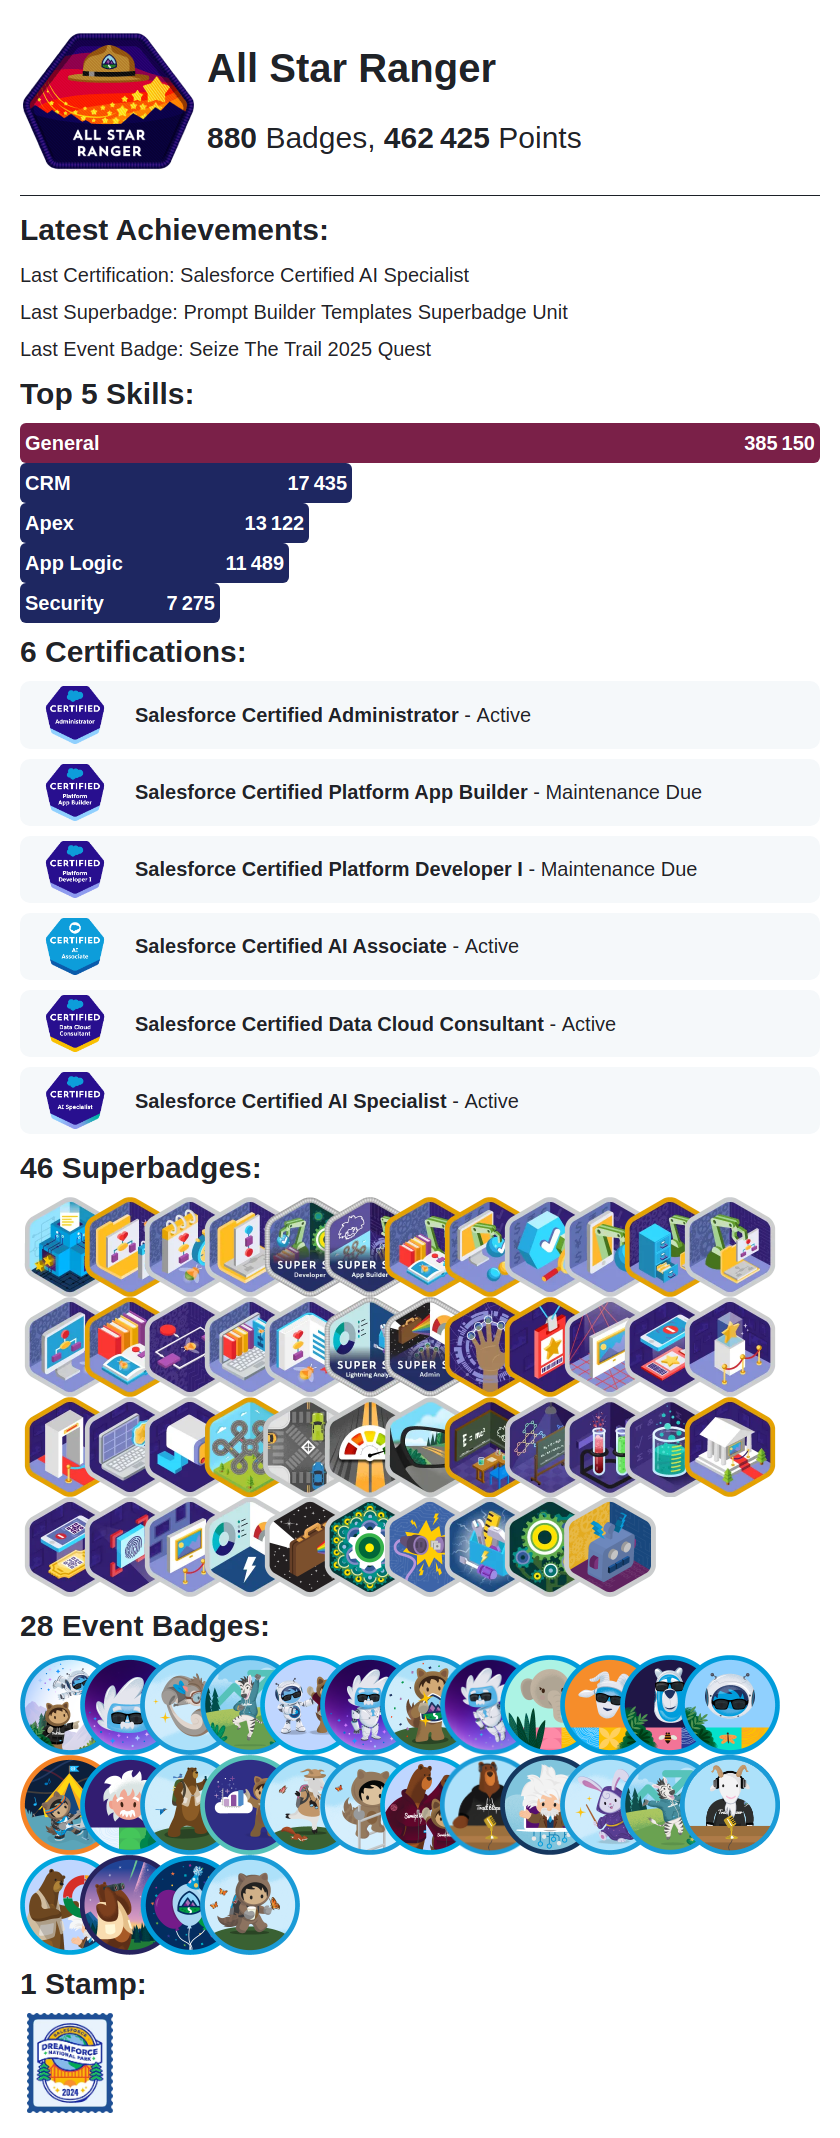 ALL STAR
RANGER
All Star Ranger
880 Badges, 462 425 Points
Latest Achievements:
Last Certification: Salesforce Certified AI Specialist
Last Superbadge: Prompt Builder Templates Superbadge Unit
Last Event Badge: Seize The Trail 2025 Quest
Top 5 Skills:
General 385 150
CRM 17 435
Apex 13 122
App Logic 11 489
Security 7 275
6 Certifications:
CERTIFIED
Administrator
Salesforce Certified Administrator - Active
CERTIFIED
Platform
App Builder
Salesforce Certified Platform App Builder - Maintenance Due
CERTIFIED
Platform
Developer I
Salesforce Certified Platform Developer I - Maintenance Due
CERTIFIED
AI
Associate
Salesforce Certified AI Associate - Active
CERTIFIED
Data Cloud
Consultant
Salesforce Certified Data Cloud Consultant - Active
CERTIFIED
AI Specialist
Salesforce Certified AI Specialist - Active
46 Superbadges:
SUPER S
Developer
SUPER S
App Builder
SUPER S
Lightning Analy
SUPER S
Admin
E = mc²
28 Event Badges:
1 Stamp:
SALESFORCE
DREAMFORCE
NATIONAL PARK
2024